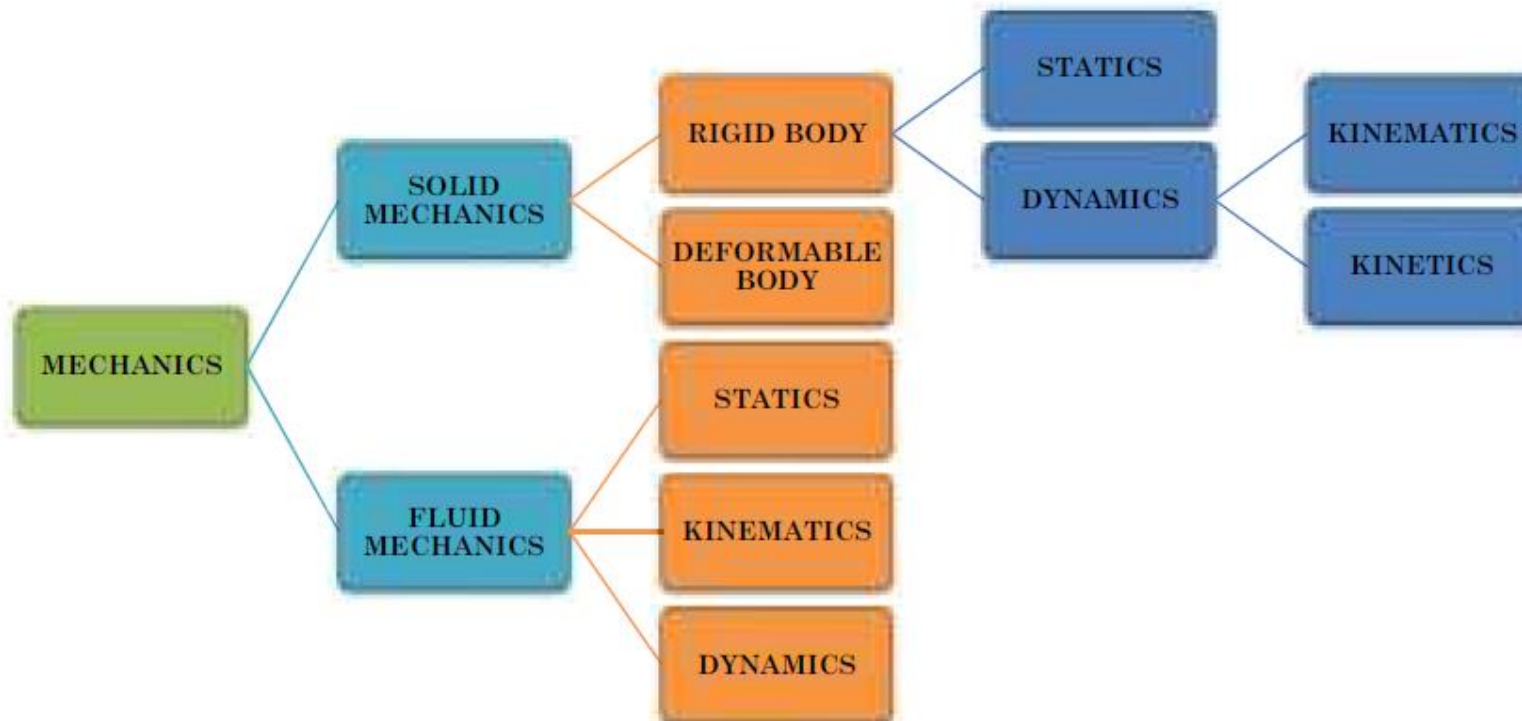 MECHANICS
SOLID
MECHANICS
FLUID
MECHANICS
RIGID BODY
DEFORMABLE
BODY
STATICS
KINEMATICS
DYNAMICS
STATICS
DYNAMICS
KINEMATICS
KINETICS